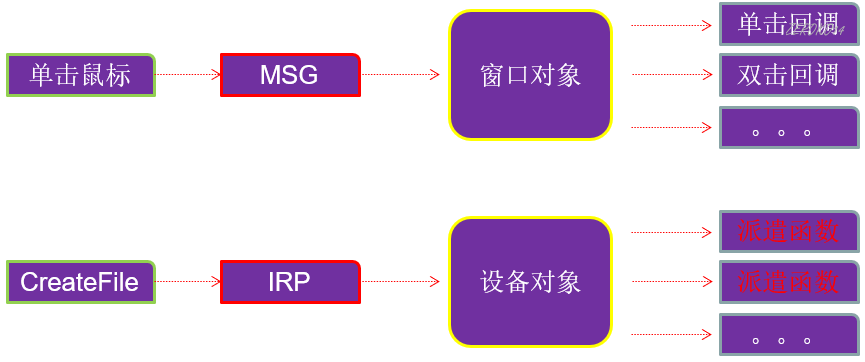 单击鼠标
MSG
窗口对象
单击回调
双击回调
。。。
CreateFile
IRP
设备对象
派遣函数
派遣函数
。。。